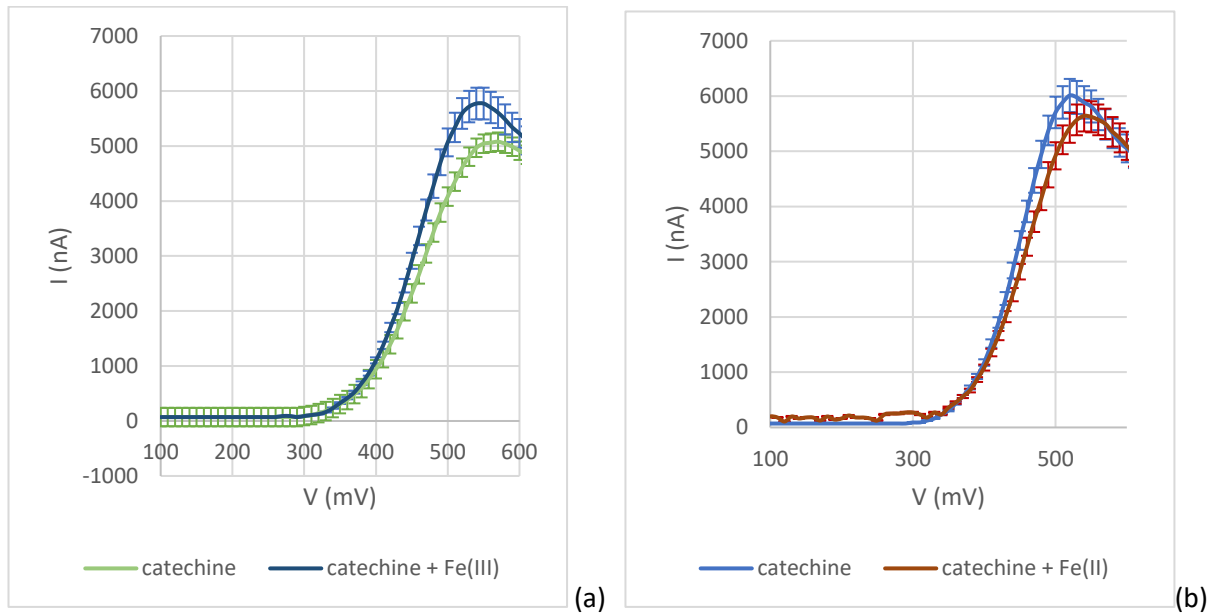 7000
6000
5000
4000
3000
2000
1000
0
-1000
I (nA)
100 200 300 400 500 600
V (mV)
catechine catechine + Fe(III)
(a)
7000
6000
5000
4000
3000
2000
1000
0
I (nA)
100 300 500
V (mV)
catechine catechine + Fe(II)
(b)